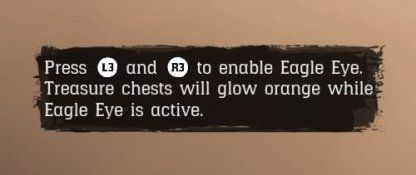 Press L3 and R3 to enable Eagle Eye.
Treasure chests will glow orange while
Eagle Eye is active.